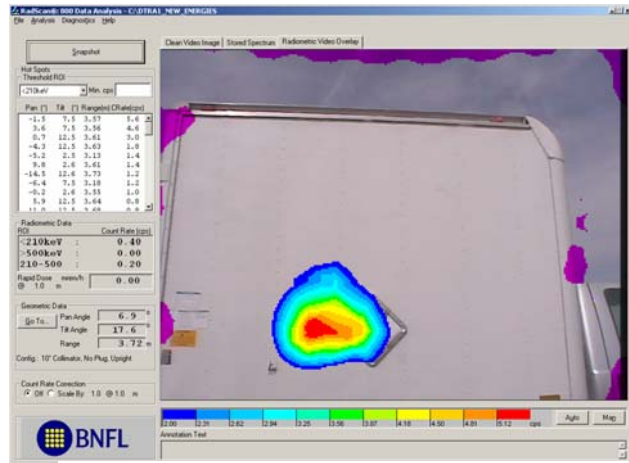 RadScan® 800 Data Analysis - C:\DTRA1_NEW_ENERGIES
File Analysis Diagnostics Help
Snapshot
Clean Video Image Stored Spectrum Radiometric Video Overlay
Hot Spots
Threshold ROI
<210keV Min. cps
Pan (°) Tilt (°) Range(m) CRate(cps)
-1.5 7.5 3.57 5.6
3.6 7.5 3.56 4.6
0.7 12.5 3.61 3.0
-4.3 12.5 3.63 1.8
-5.2 2.5 3.13 1.4
9.8 2.6 3.61 1.4
-14.5 12.6 3.73 1.2
-6.4 7.5 3.18 1.2
-0.2 2.6 3.55 1.0
5.9 12.5 3.64 0.8
Radiometric Data
ROI Count Rate (cps)
<210keV : 0.40
>500keV : 0.00
210-500 : 0.20
Rapid Dose mrem/h 0.00
@ 1.0 m
Geometric Data
Go To... Pan Angle 6.9 °
Tilt Angle 17.6 °
Range 3.72 m
Config.: 10° Collimator, No Plug, Upright
Count Rate Correction
Off Scale By: 1.0 @ 1.0 m
2.00 2.31 2.62 2.94 3.25 3.56 3.87 4.18 4.50 4.81 5.12 cps Auto Map
Annotation Text
BNFL